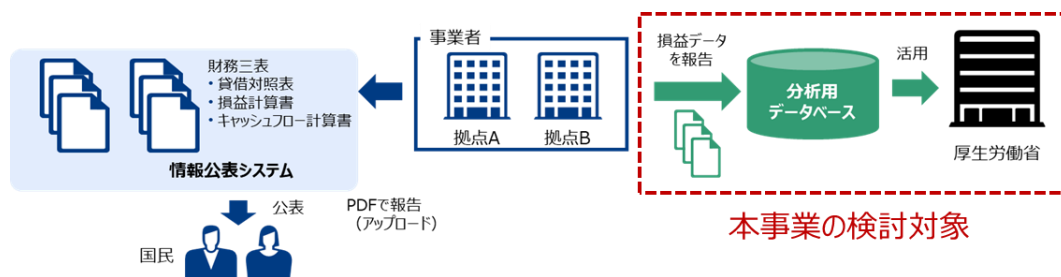 財務三表
・貸借対照表
・損益計算書
・キャッシュフロー計算書
情報公表システム
公表
国民
PDFで報告
（アップロード）
事業者
拠点A
拠点B
損益データ
を報告
分析用
データベース
活用
厚生労働省
本事業の検討対象